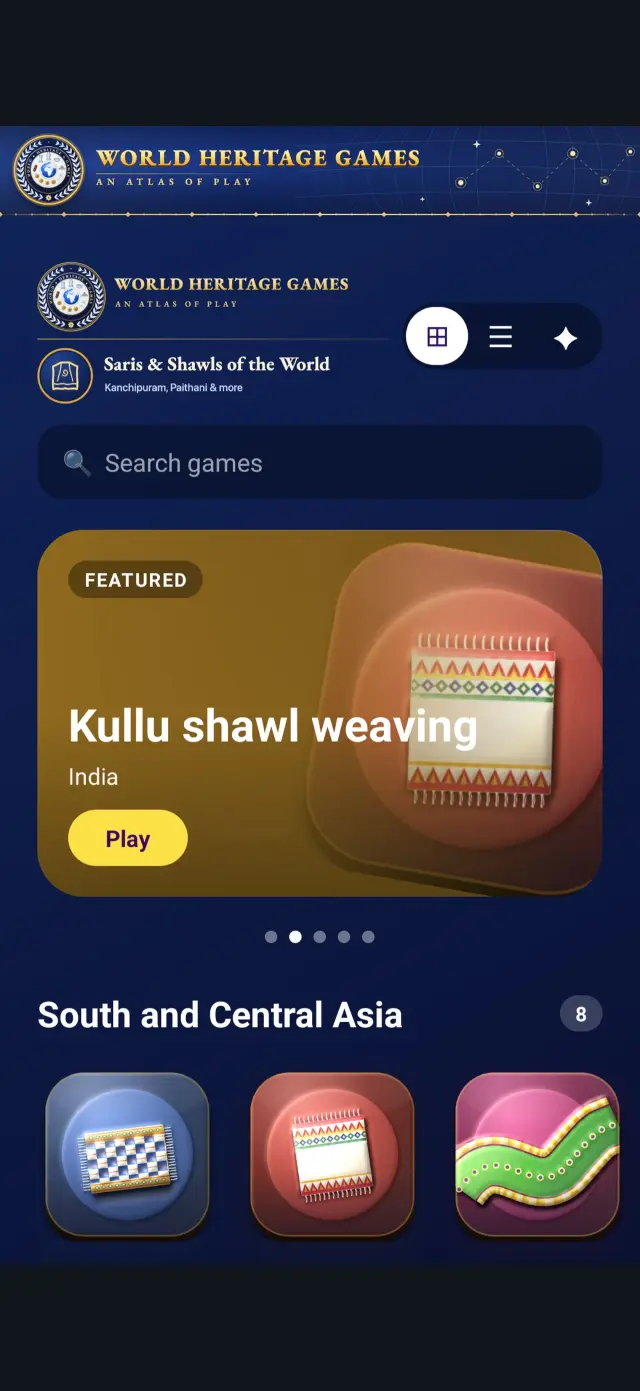 WORLD HERITAGE GAMES
AN ATLAS OF PLAY
WORLD HERITAGE GAMES
AN ATLAS OF PLAY
Saris & Shawls of the World
Kanchipuram, Paithani & more
Search games
FEATURED
Kullu shawl weaving
India
Play
South and Central Asia
8